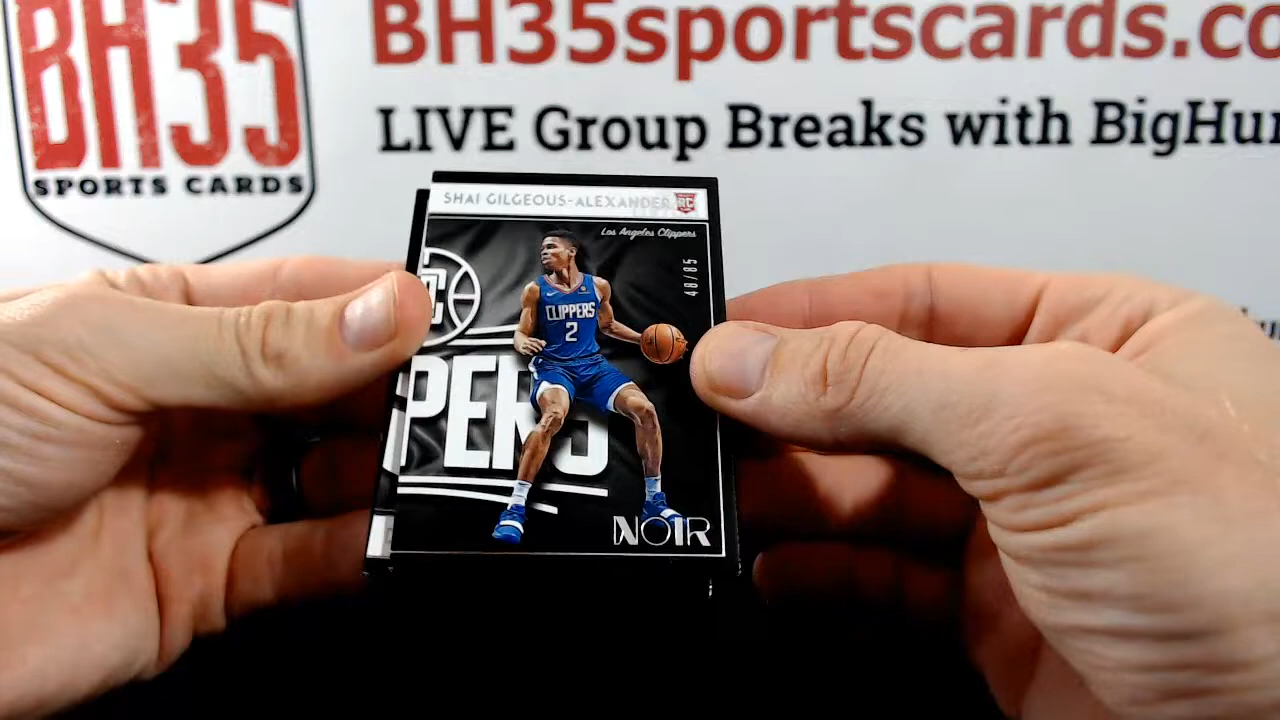 BH35
SPORTS CARDS
BH35sportscards.co
LIVE Group Breaks with BigHun
SHAI GILGEOUS-ALEXANDER RC
Los Angeles Clippers
48/85
CLIPPERS
2
PERS
NOIR